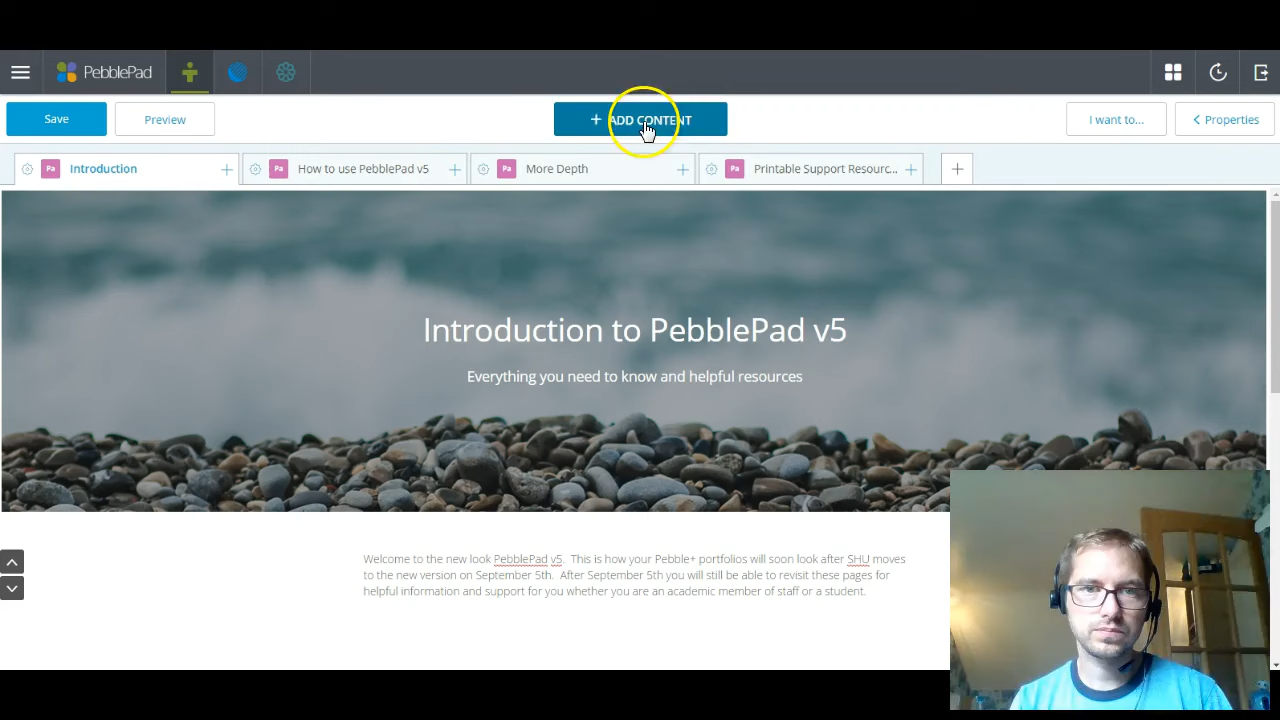 PebblePad
Save
Preview
+ ADD CONTENT
I want to...
Properties
Pa Introduction
Pa How to use PebblePad v5
Pa More Depth
Pa Printable Support Resourc...
Introduction to PebblePad v5
Everything you need to know and helpful resources
Welcome to the new look PebblePad v5. This is how your Pebble+ portfolios will soon look after SHU moves
to the new version on September 5th. After September 5th you will still be able to revisit these pages for
helpful information and support for you whether you are an academic member of staff or a student.